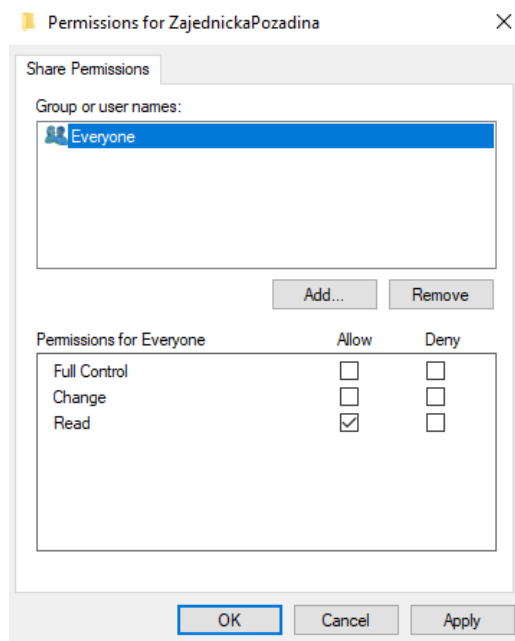 Permissions for ZajednickaPozadina
Share Permissions
Group or user names:
Everyone
Add... Remove
Permissions for Everyone Allow Deny
Full Control
Change
Read
OK Cancel Apply